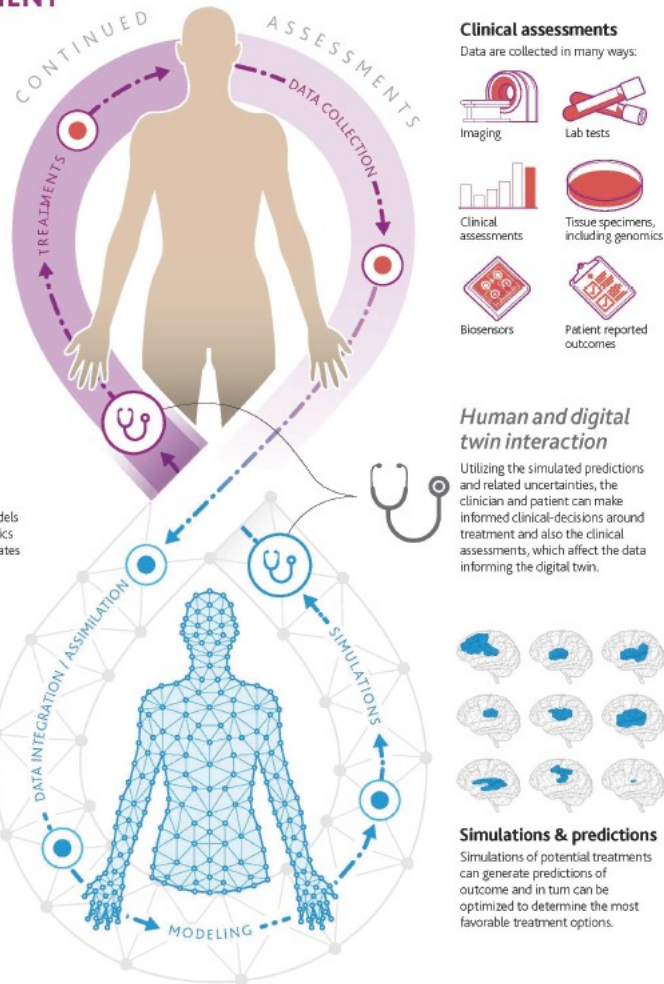 CONTINUED
ASSESSMENTS
DATA COLLECTION
TREATMENTS
Clinical assessments
Data are collected in many ways:
Imaging
Lab tests
Clinical
assessments
Tissue specimens,
including genomics
Biosensors
Patient reported
outcomes
Human and digital
twin interaction
Utilizing the simulated predictions
and related uncertainties, the
clinician and patient can make
informed clinical-decisions around
treatment and also the clinical
assessments, which affect the data
informing the digital twin.
DATA INTEGRATION / ASSIMILATION
SIMULATIONS
MODELING
Simulations & predictions
Simulations of potential treatments
can generate predictions of
outcome and in turn can be
optimized to determine the most
favorable treatment options.